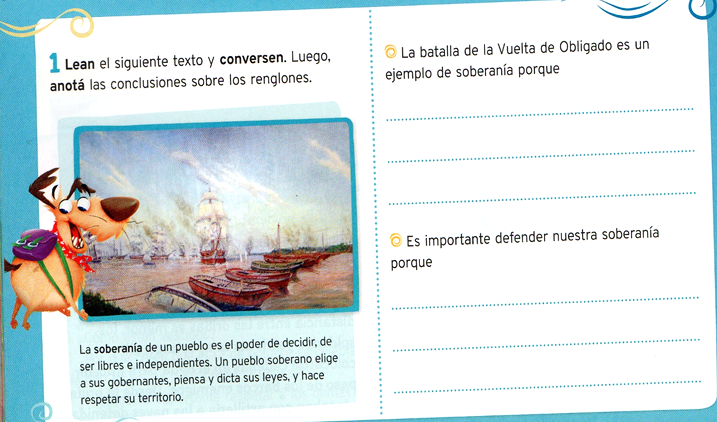 1 Lean el siguiente texto y conversen. Luego,
anotá las conclusiones sobre los renglones.
La soberanía de un pueblo es el poder de decidir, de
ser libres e independientes. Un pueblo soberano elige
a sus gobernantes, piensa y dicta sus leyes, y hace
respetar su territorio.
La batalla de la Vuelta de Obligado es un
ejemplo de soberanía porque
Es importante defender nuestra soberanía
porque